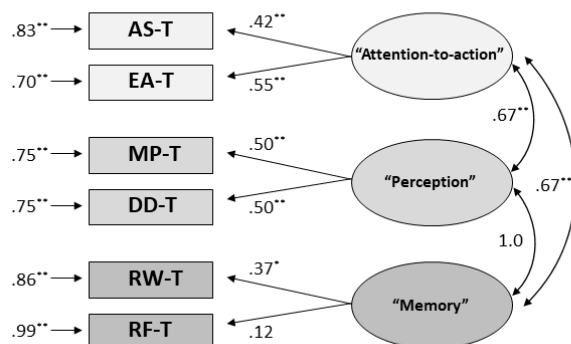 .83** AS-T .42** "Attention-to-action"
.70** EA-T .55**
.67**
.75** MP-T .50** "Perception"
.75** DD-T .50**
.67**
1.0
.86** RW-T .37* "Memory"
.99** RF-T .12